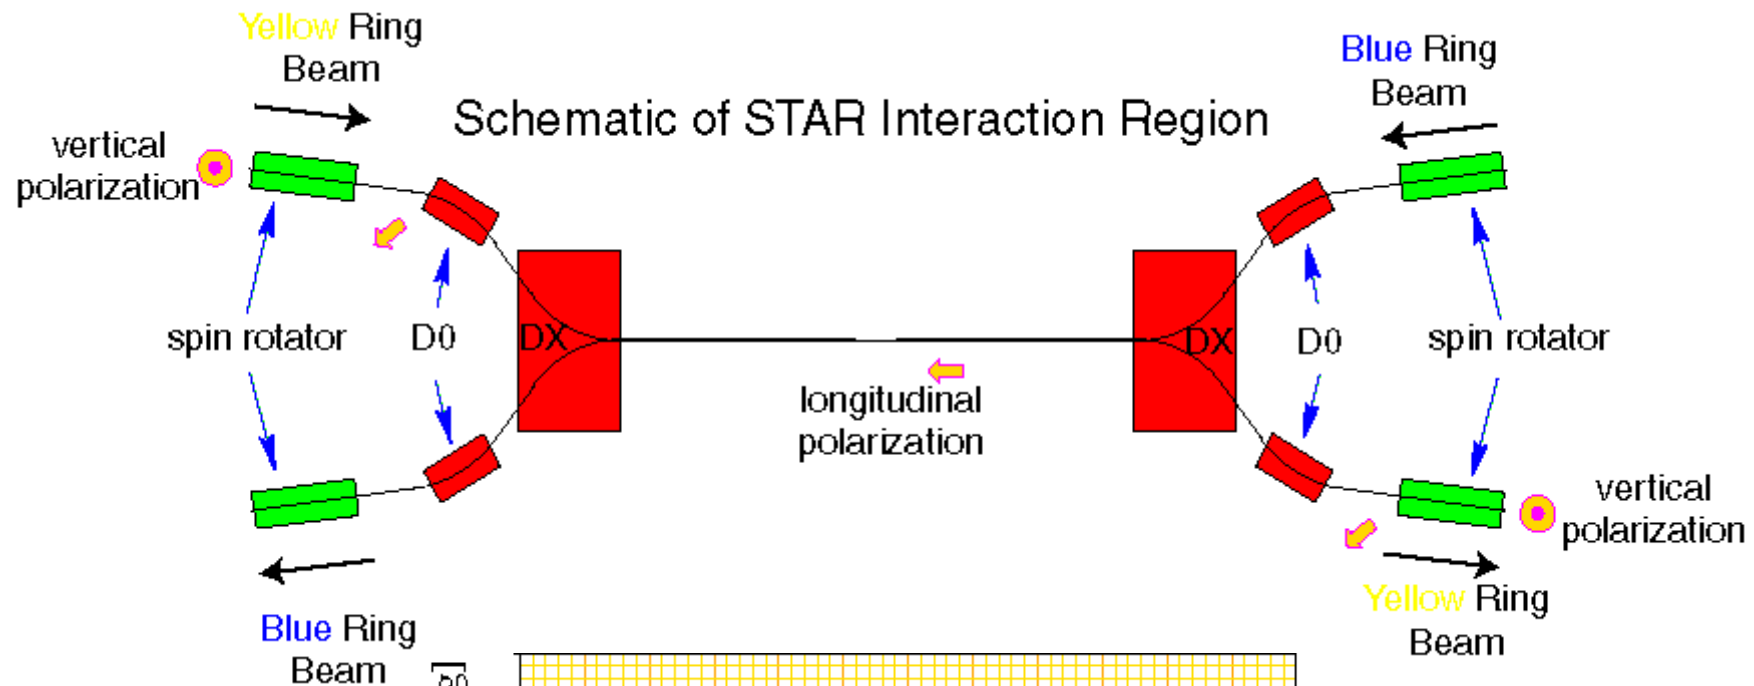 Yellow Ring
Beam
Blue Ring
Beam
Schematic of STAR Interaction Region
vertical
polarization
spin rotator
D0
DX
longitudinal
polarization
DX
D0
spin rotator
vertical
polarization
Blue Ring
Beam
Yellow Ring
Beam